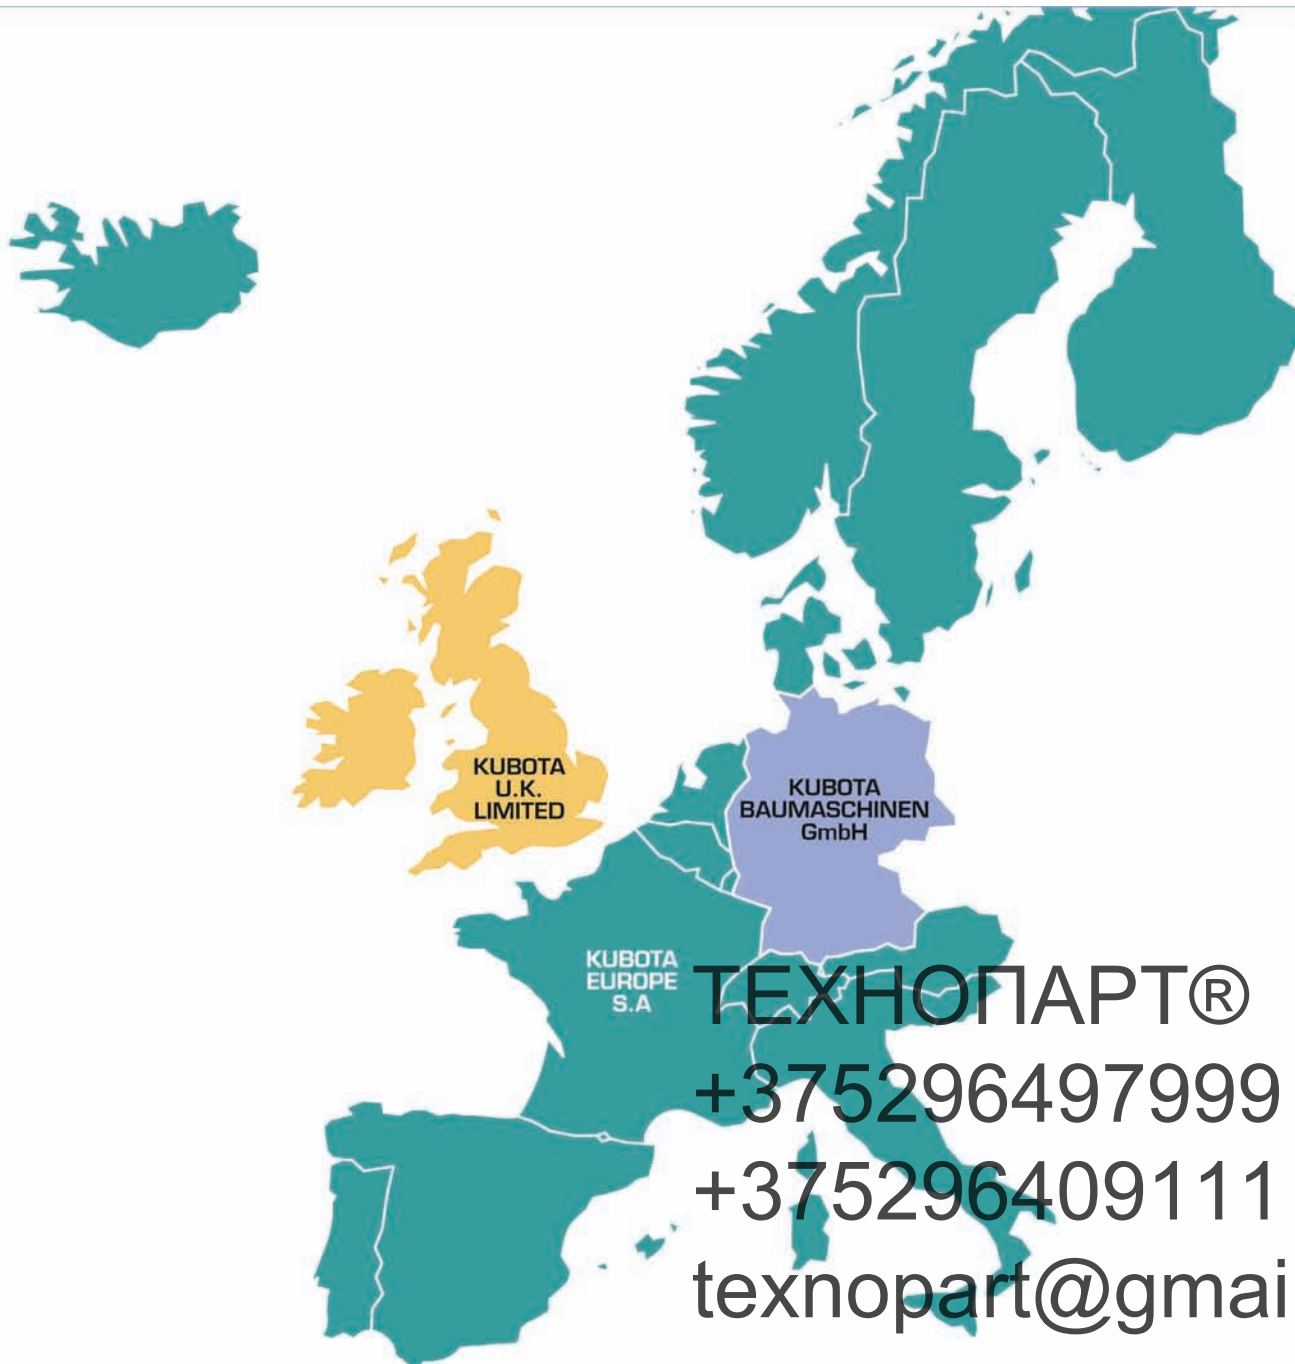 KUBOTA
U.K.
LIMITED
KUBOTA
BAUMASCHINEN
GmbH
KUBOTA
EUROPE
S.A
ТЕХНОПАРТ®
+375296497999
+375296409111
texnopart@gmai